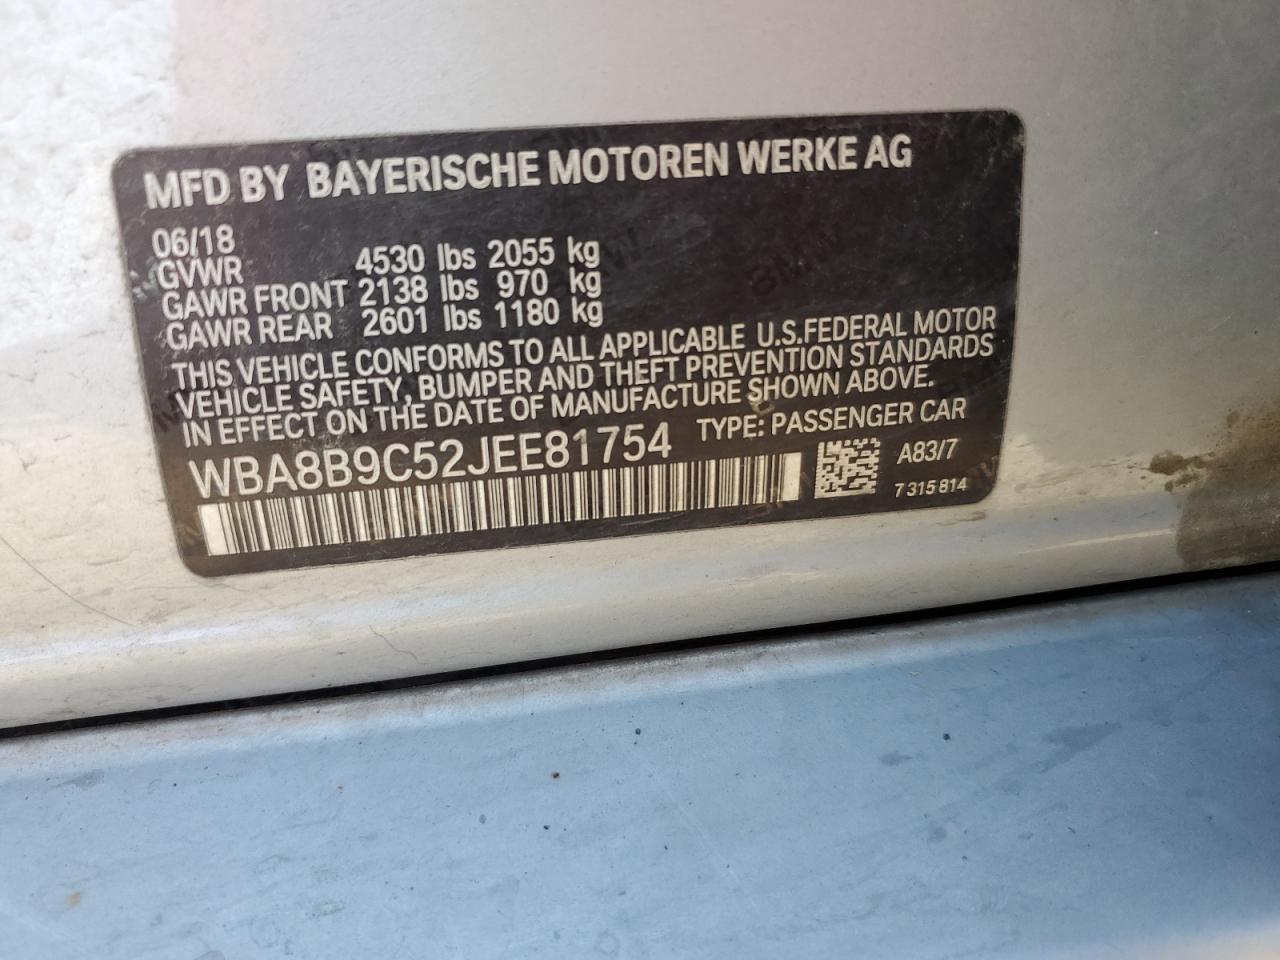 MFD BY BAYERISCHE MOTOREN WERKE AG
06/18
GVWR 4530 lbs 2055 kg
GAWR FRONT 2138 lbs 970 kg
GAWR REAR 2601 lbs 1180 kg
THIS VEHICLE CONFORMS TO ALL APPLICABLE U.S.FEDERAL MOTOR
VEHICLE SAFETY, BUMPER AND THEFT PREVENTION STANDARDS
IN EFFECT ON THE DATE OF MANUFACTURE SHOWN ABOVE.
WBA8B9C52JEE81754 TYPE: PASSENGER CAR
A83/7
7 315 814